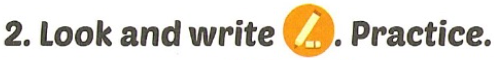 2. Look and write . Practice.